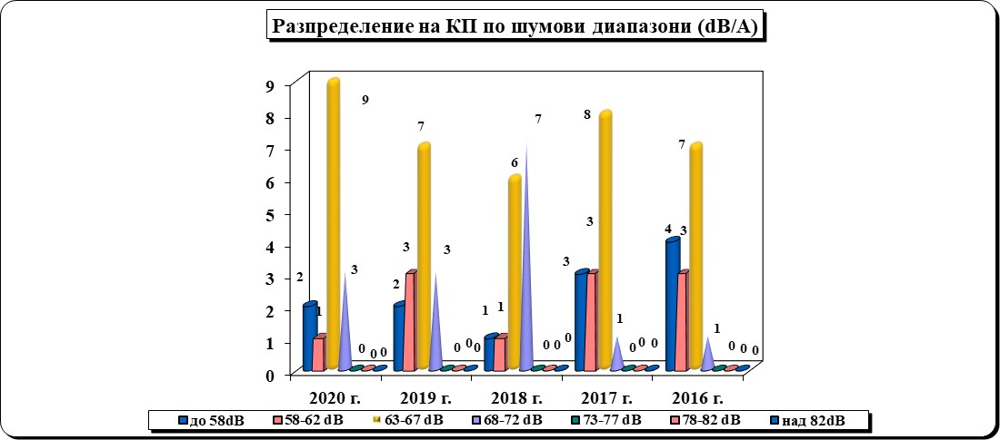 Разпределение на КП по шумови диапазони (dB/A)
9
8
7
6
5
4
3
2
1
0
2 1 9 3 0 0 0
2 3 7 3 0 0 0
1 1 6 7 0 0 0
3 3 8 1 0 0 0
4 3 7 1 0 0 0
2020 г. 2019 г. 2018 г. 2017 г. 2016 г.
до 58dB 58-62 dB 63-67 dB 68-72 dB 73-77 dB 78-82 dB над 82dB